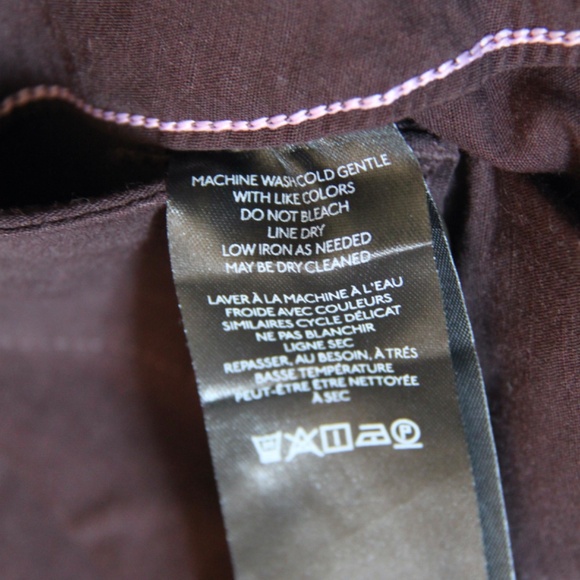 MACHINE WASH COLD GENTLE
WITH LIKE COLORS
DO NOT BLEACH
LINE DRY
LOW IRON AS NEEDED
MAY BE DRY CLEANED
LAVER À LA MACHINE À L'EAU
FROIDE AVEC COULEURS
SIMILAIRES CYCLE DÉLICAT
NE PAS BLANCHIR
LIGNE SEC
REPASSER, AU BESOIN, À TRÉS
BASSE TEMPÉRATURE
PEUT-ÊTRE ÊTRE NETTOYÉE
À SEC
P